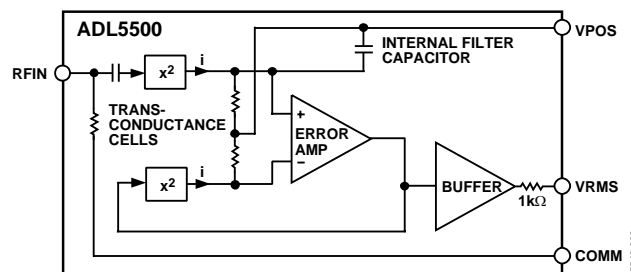 ADL5500
VPOS
INTERNAL FILTER
CAPACITOR
RFIN
x²
i
TRANS-
CONDUCTANCE
CELLS
+
ERROR
AMP
–
x²
i
BUFFER
1kΩ
VRMS
COMM